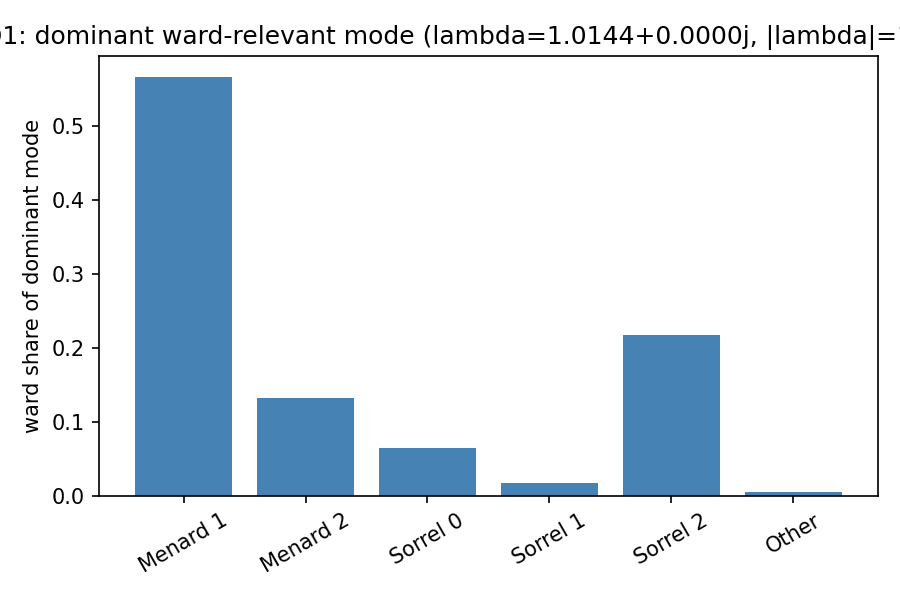 1: dominant ward-relevant mode (lambda=1.0144+0.0000j, |lambda|=
ward share of dominant mode
0.5
0.4
0.3
0.2
0.1
0.0
Menard 1
Menard 2
Sorrel 0
Sorrel 1
Sorrel 2
Other